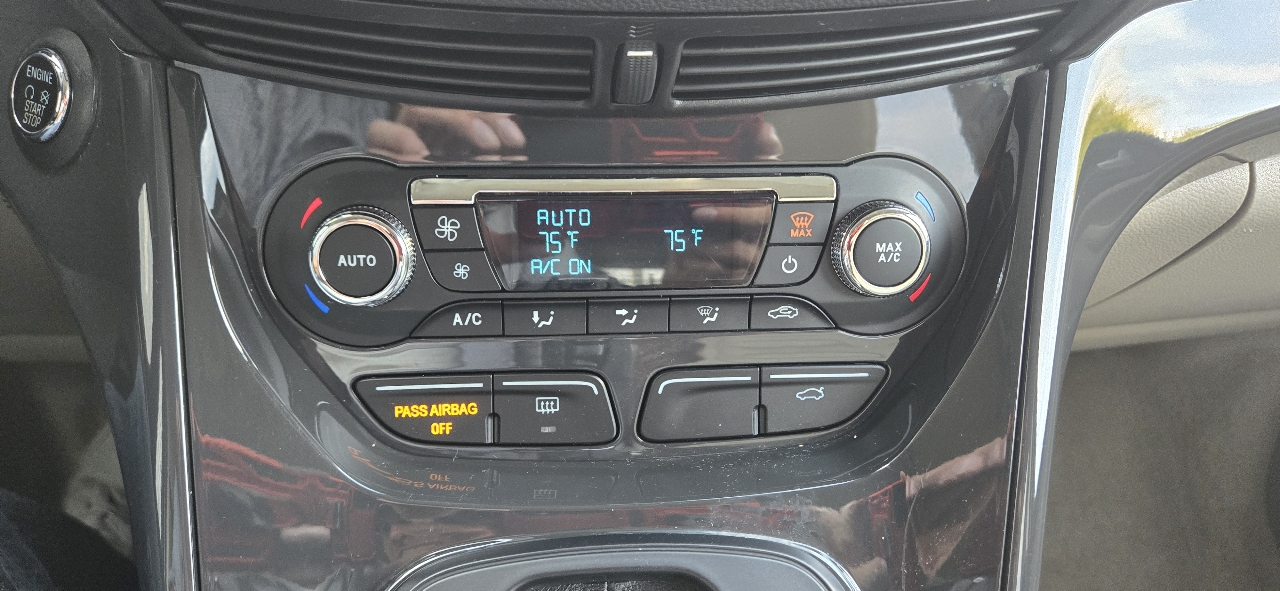 ENGINE
START
STOP
AUTO
AUTO
75°F
75°F
A/C ON
MAX
MAX
A/C
A/C
PASS AIRBAG
OFF